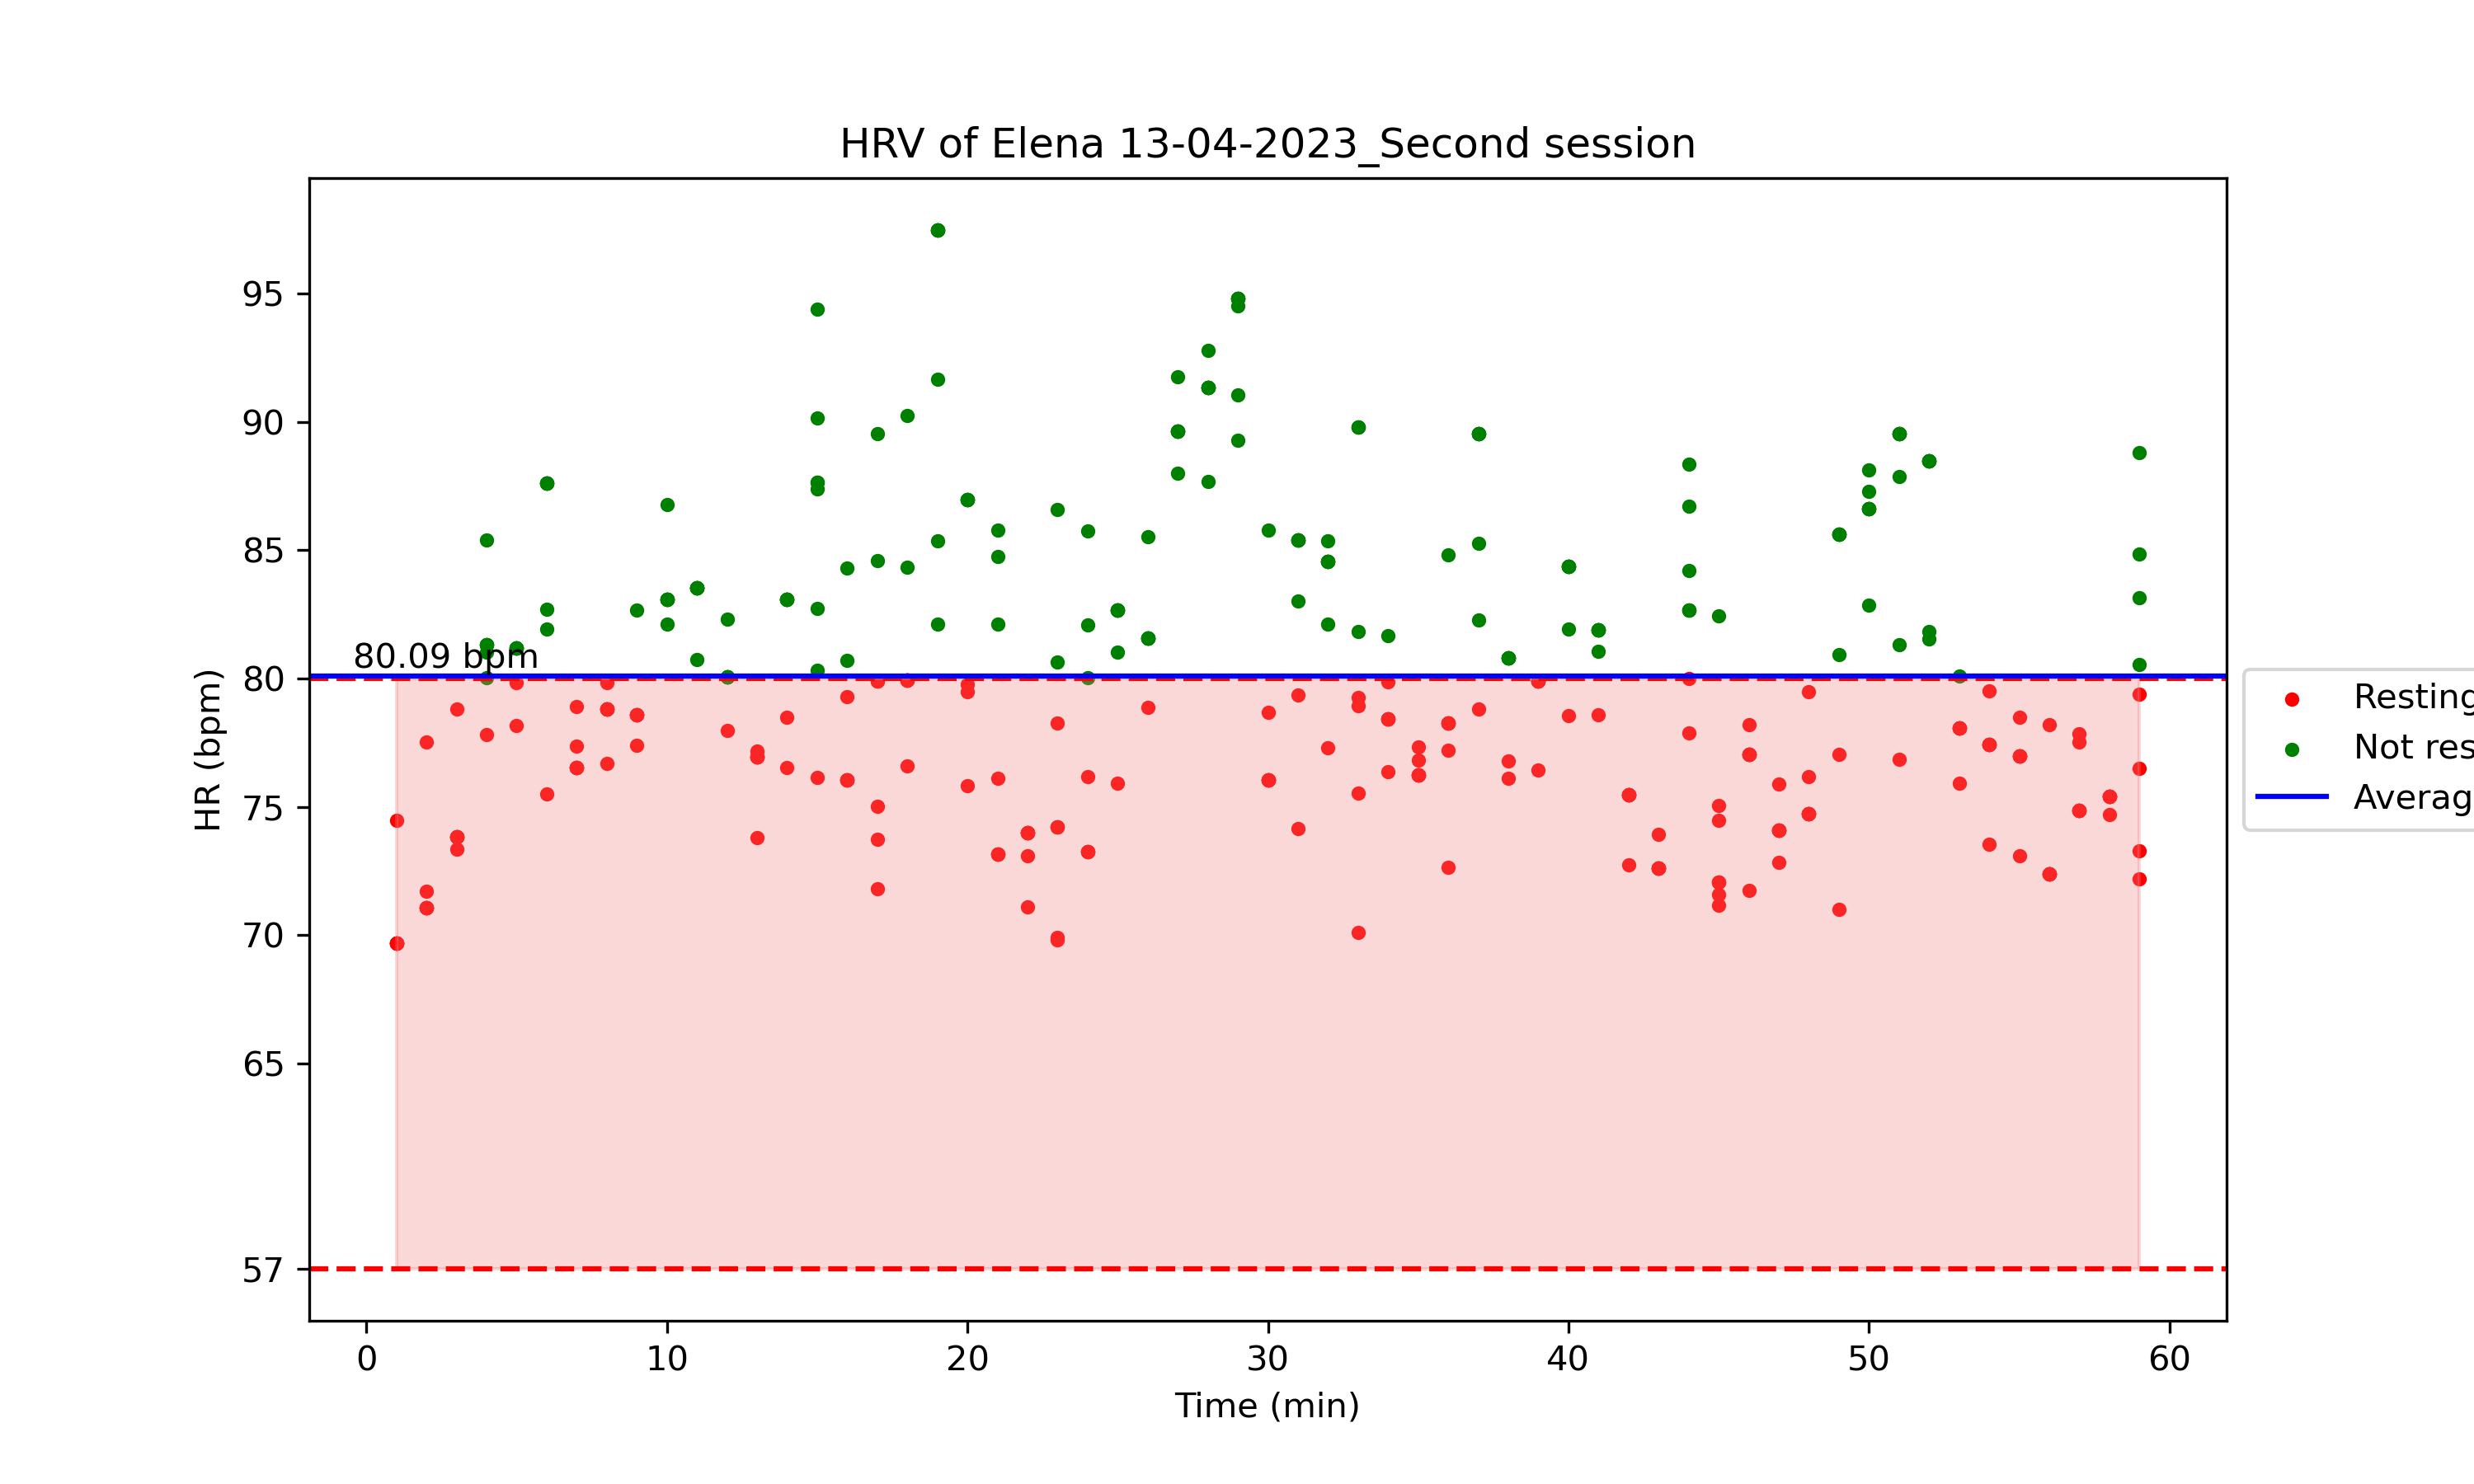 HRV of Elena 13-04-2023_Second session
95
90
85
80
75
70
65
57
HR (bpm)
80.09 bpm
0 10 20 30 40 50 60
Time (min)
Resting
Not res
Averag